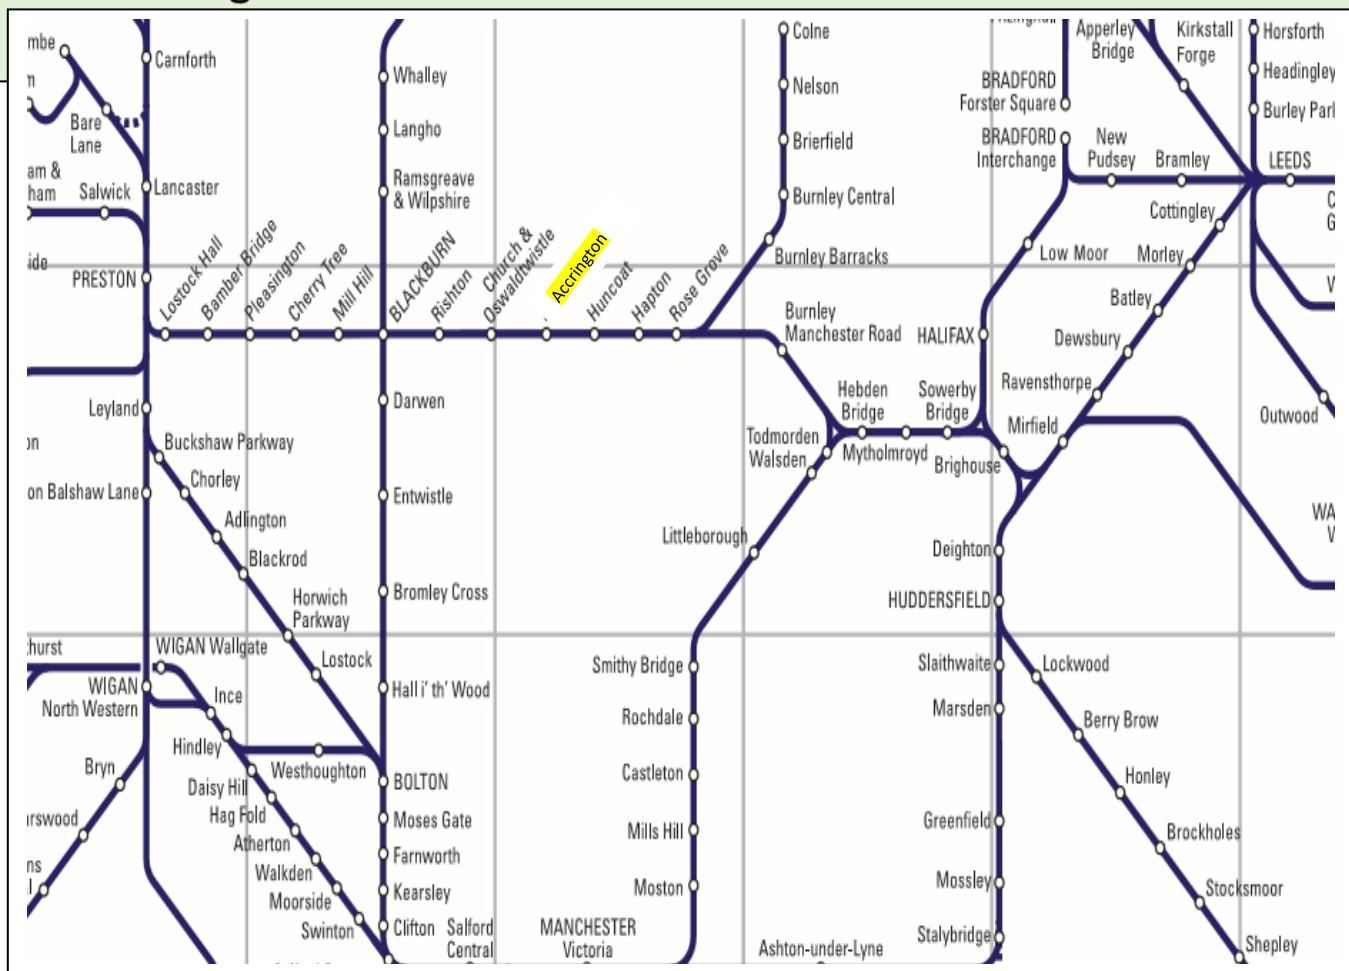 Carnforth
Bare
Lane
Lancaster
Salwick
PRESTON
Lostock Hall
Bamber Bridge
Pleasington
Cherry Tree
Mill Hill
BLACKBURN
Rishton
Church &
Oswaldtwistle
Accrington
Huncoat
Hapton
Rose Grove
Whalley
Langho
Ramsgreave
& Wilpshire
Colne
Nelson
Brierfield
Burnley Central
Burnley Barracks
Burnley
Manchester Road
BRADFORD
Forster Square
BRADFORD
Interchange
New
Pudsey
Bramley
LEEDS
Apperley
Bridge
Kirkstall
Forge
Horsforth
Headingley
Burley Park
Cottingley
Morley
Batley
Dewsbury
Ravensthorpe
Mirfield
Outwood
Low Moor
HALIFAX
Hebden
Bridge
Sowerby
Bridge
Mytholmroyd
Brighouse
Todmorden
Walsden
Littleborough
Smithy Bridge
Rochdale
Castleton
Mills Hill
Moston
MANCHESTER
Victoria
Salford
Central
Ashton-under-Lyne
Deighton
HUDDERSFIELD
Slaithwaite
Marsden
Greenfield
Mossley
Stalybridge
Lockwood
Berry Brow
Honley
Brockholes
Stocksmoor
Shepley
Leyland
Buckshaw Parkway
Chorley
on Balshaw Lane
Adlington
Blackrod
Horwich
Parkway
Lostock
Darwen
Entwistle
Bromley Cross
Hall i' th' Wood
BOLTON
Moses Gate
Farnworth
Kearsley
Clifton
WIGAN Wallgate
WIGAN
North Western
Ince
Hindley
Westhoughton
Daisy Hill
Hag Fold
Atherton
Walkden
Moorside
Swinton
Bryn